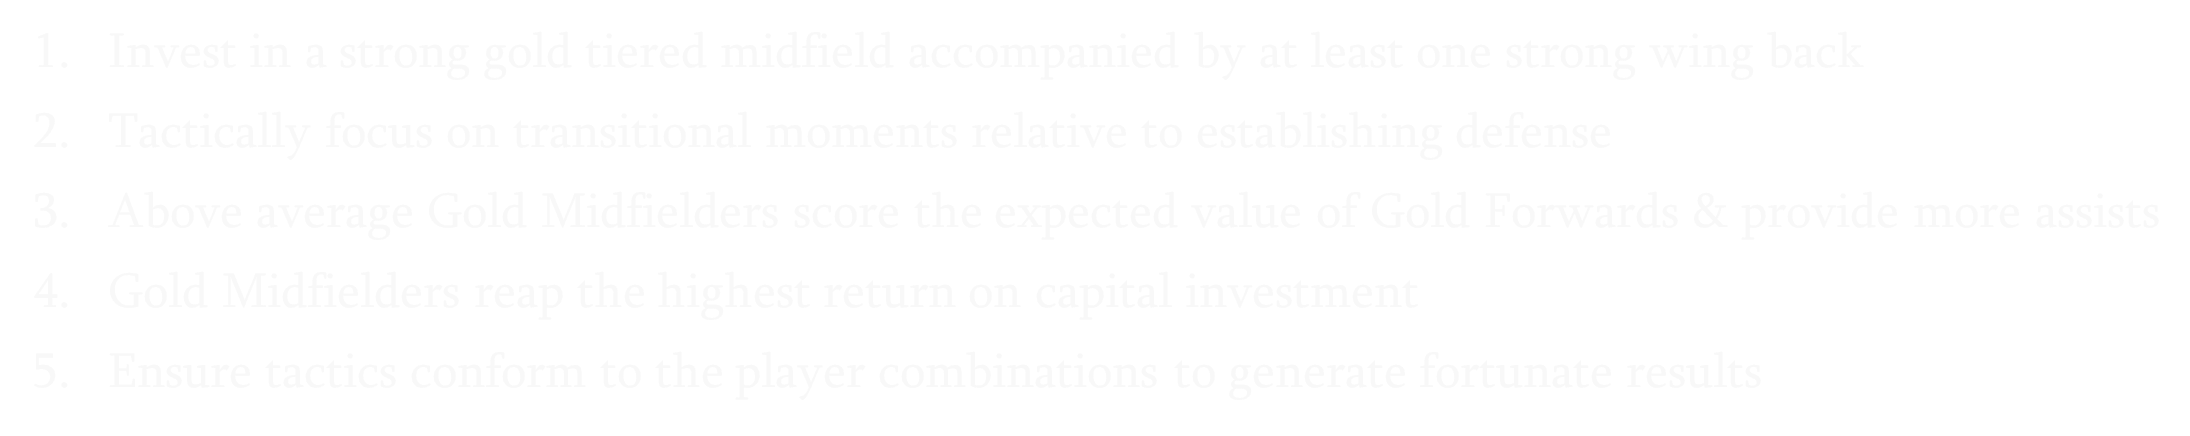 1. Invest in a strong gold tiered midfield accompanied by at least one strong wing back
2. Tactically focus on transitional moments relative to establishing defense
3. Above average Gold Midfielders score the expected value of Gold Forwards & provide more assists
4. Gold Midfielders reap the highest return on capital investment
5. Ensure tactics conform to the player combinations to generate fortunate results